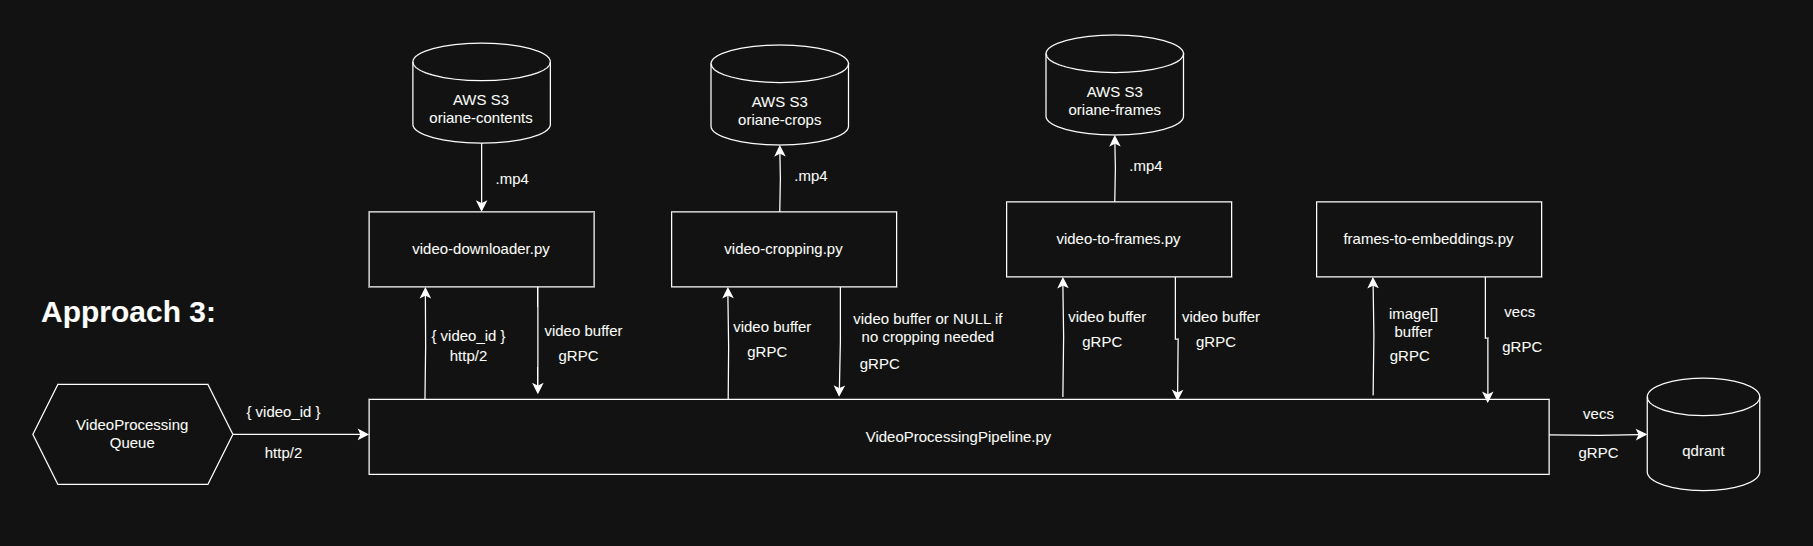 AWS S3
oriane-contents
AWS S3
oriane-crops
AWS S3
oriane-frames
.mp4
.mp4
.mp4
video-downloader.py
video-cropping.py
video-to-frames.py
frames-to-embeddings.py
Approach 3:
{ video_id }
http/2
video buffer
gRPC
video buffer
gRPC
video buffer or NULL if
no cropping needed
gRPC
video buffer
gRPC
video buffer
gRPC
image[]
buffer
gRPC
vecs
gRPC
VideoProcessing
Queue
{ video_id }
http/2
VideoProcessingPipeline.py
vecs
gRPC
qdrant